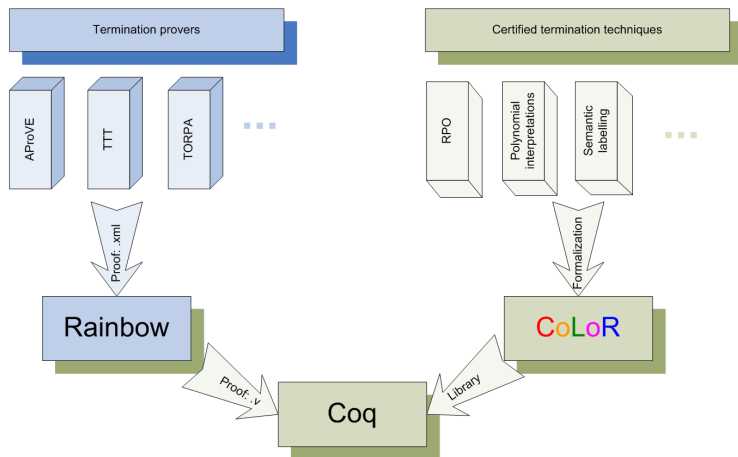 Termination provers
Certified termination techniques
AProVE
TTT
TORPA
RPO
Polynomial
interpretations
Semantic
labelling
Proof: .xml
Formalization
Rainbow
CoLoR
Proof: .v
Library
Coq